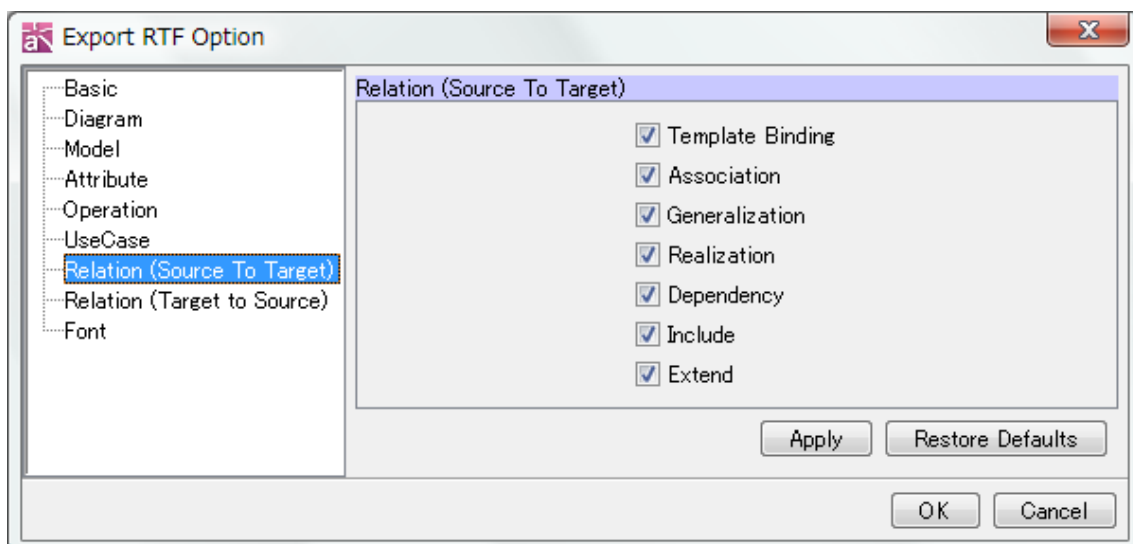 Export RTF Option
Basic
Diagram
Model
Attribute
Operation
UseCase
Relation (Source To Target)
Relation (Target to Source)
Font
Relation (Source To Target)
Template Binding
Association
Generalization
Realization
Dependency
Include
Extend
Apply
Restore Defaults
OK
Cancel